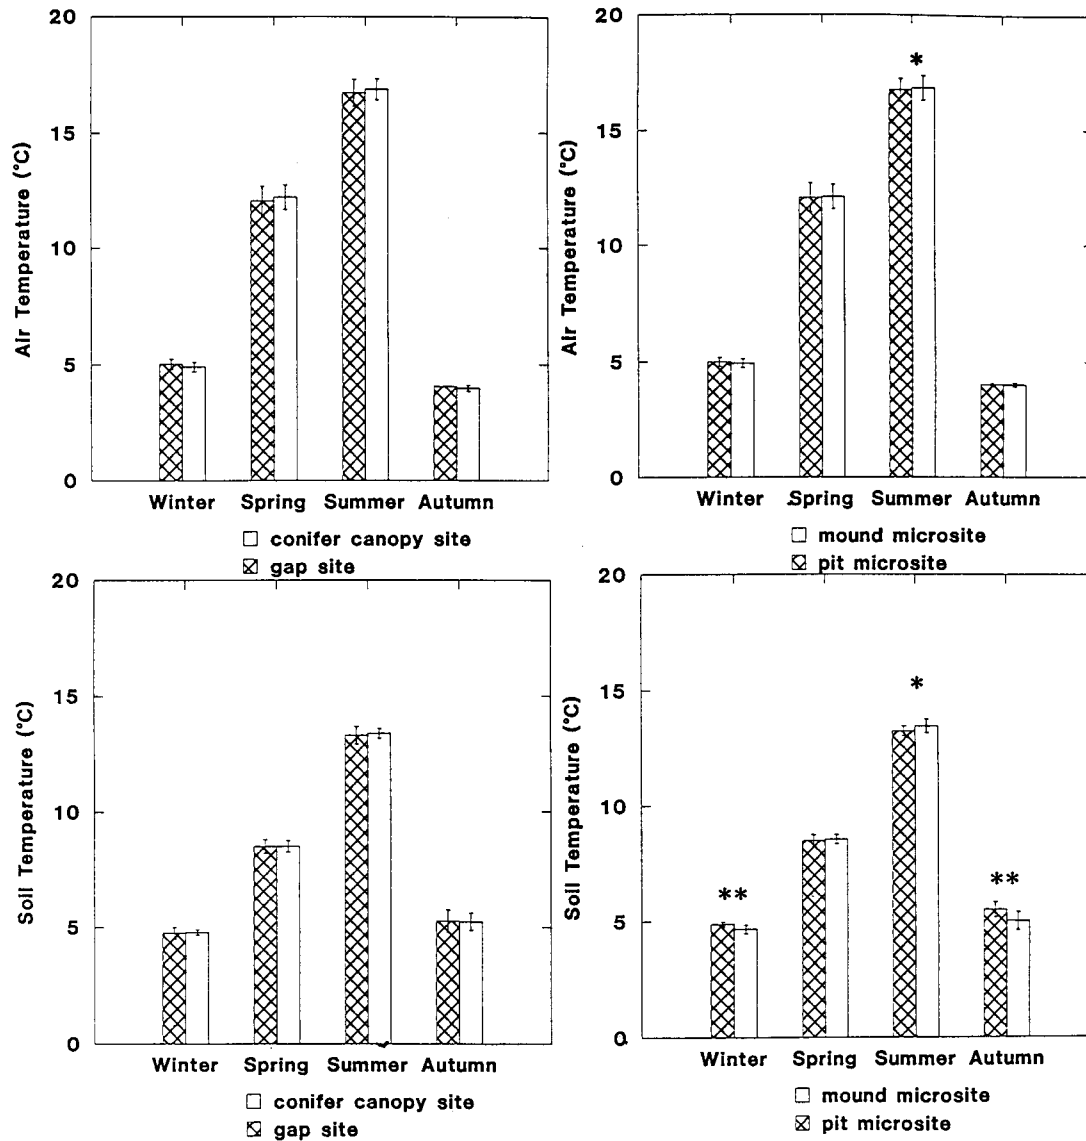 20
15
10
5
0
Air Temperature (°C)
Winter Spring Summer Autumn
conifer canopy site
gap site
20
15
10
5
0
Air Temperature (°C)
*
Winter Spring Summer Autumn
mound microsite
pit microsite
20
15
10
5
0
Soil Temperature (°C)
Winter Spring Summer Autumn
conifer canopy site
gap site
20
15
10
5
0
Soil Temperature (°C)
**
*
**
Winter Spring Summer Autumn
mound microsite
pit microsite